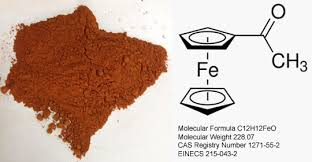 O
CH3
Fe
Molecular Formula C12H12FeO
Molecular Weight 228.07
CAS Registry Number 1271-55-2
EINECS 215-043-2